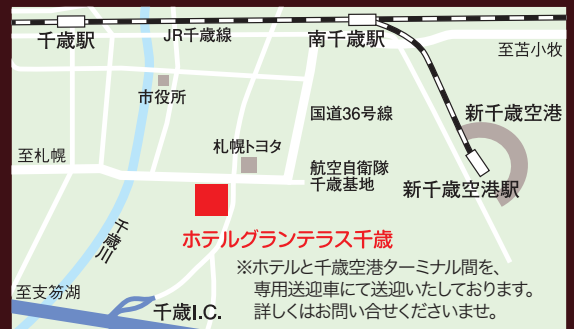 千歳駅
JR千歳線
南千歳駅
至苫小牧
市役所
国道36号線
新千歳空港
至札幌
札幌トヨタ
航空自衛隊
千歳基地
新千歳空港駅
千歳川
ホテルグランテラス千歳
※ホテルと千歳空港ターミナル間を、
専用送迎車にて送迎いたしております。
詳しくはお問い合せくださいませ。
至支笏湖
千歳I.C.